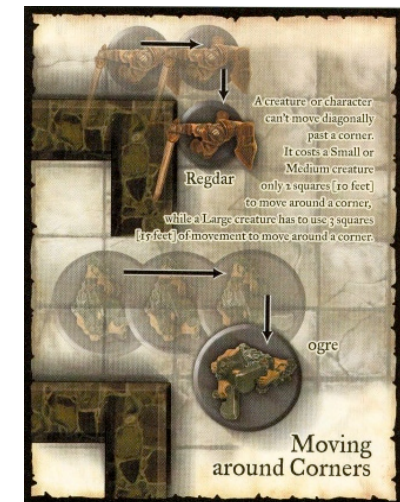 A creature or character
can't move diagonally
past a corner.
It costs a Small or
Medium creature
only 2 squares [10 feet]
to move around a corner,
while a Large creature has to use 3 squares
[15 feet] of movement to move around a corner.
Regdar
ogre
Moving
around Corners